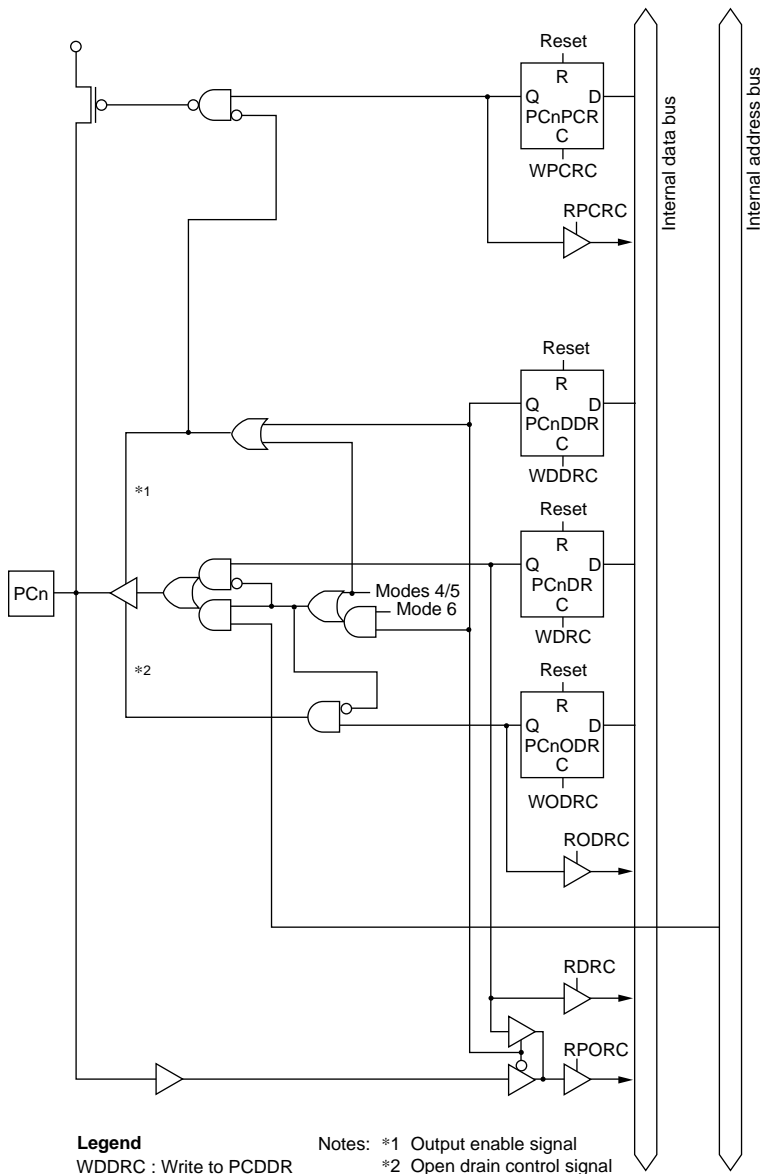 Reset
R
Q D
PCnPCR
C
WPCRC
RPCRC
Internal data bus
Internal address bus
Reset
R
Q D
PCnDDR
C
WDDRC
*1
Reset
R
Q D
PCnDR
C
WDRC
PCn
Modes 4/5
Mode 6
*2
Reset
R
Q D
PCnODR
C
WODRC
RODRC
RDRC
RPORC
Legend
WDDRC : Write to PCDDR
Notes: *1 Output enable signal
*2 Open drain control signal